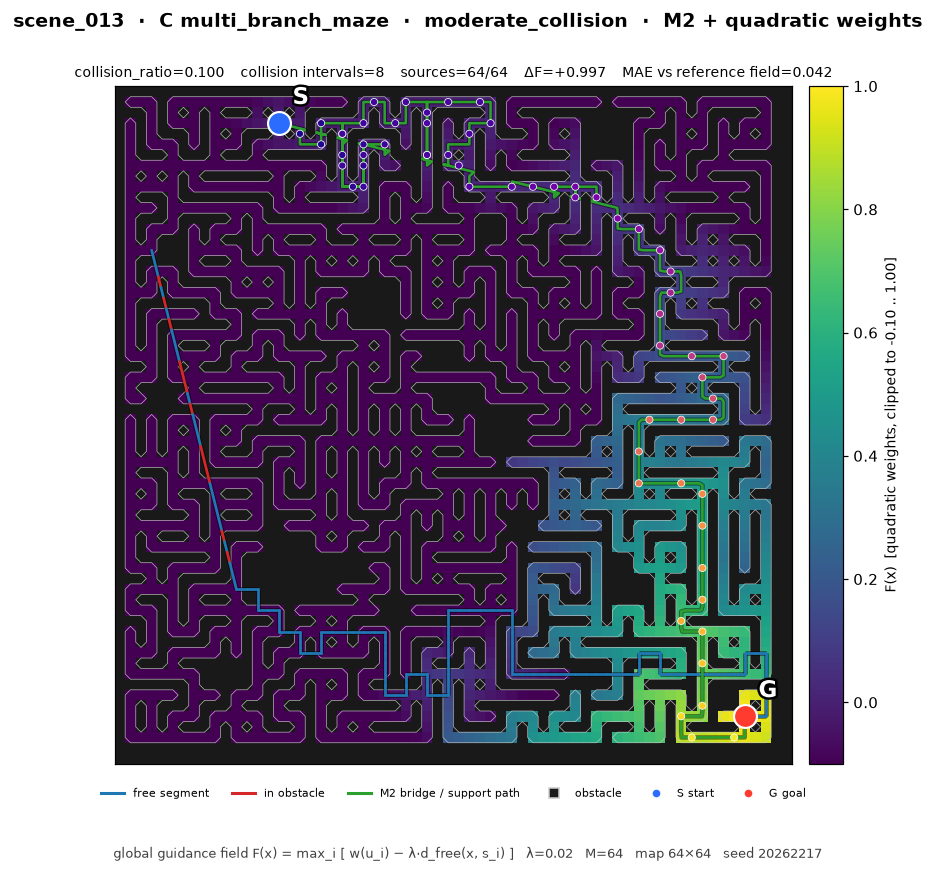 scene_013 · C multi_branch_maze · moderate_collision · M2 + quadratic weights
collision_ratio=0.100 collision intervals=8 sources=64/64 ΔF=+0.997 MAE vs reference field=0.042
S
G
1.0
0.8
0.6
0.4
0.2
0.0
F(x) [quadratic weights, clipped to -0.10 .. 1.00]
free segment
in obstacle
M2 bridge / support path
obstacle
S start
G goal
global guidance field F(x) = max_i [ w(u_i) − λ·d_free(x, s_i) ] λ=0.02 M=64 map 64×64 seed 20262217